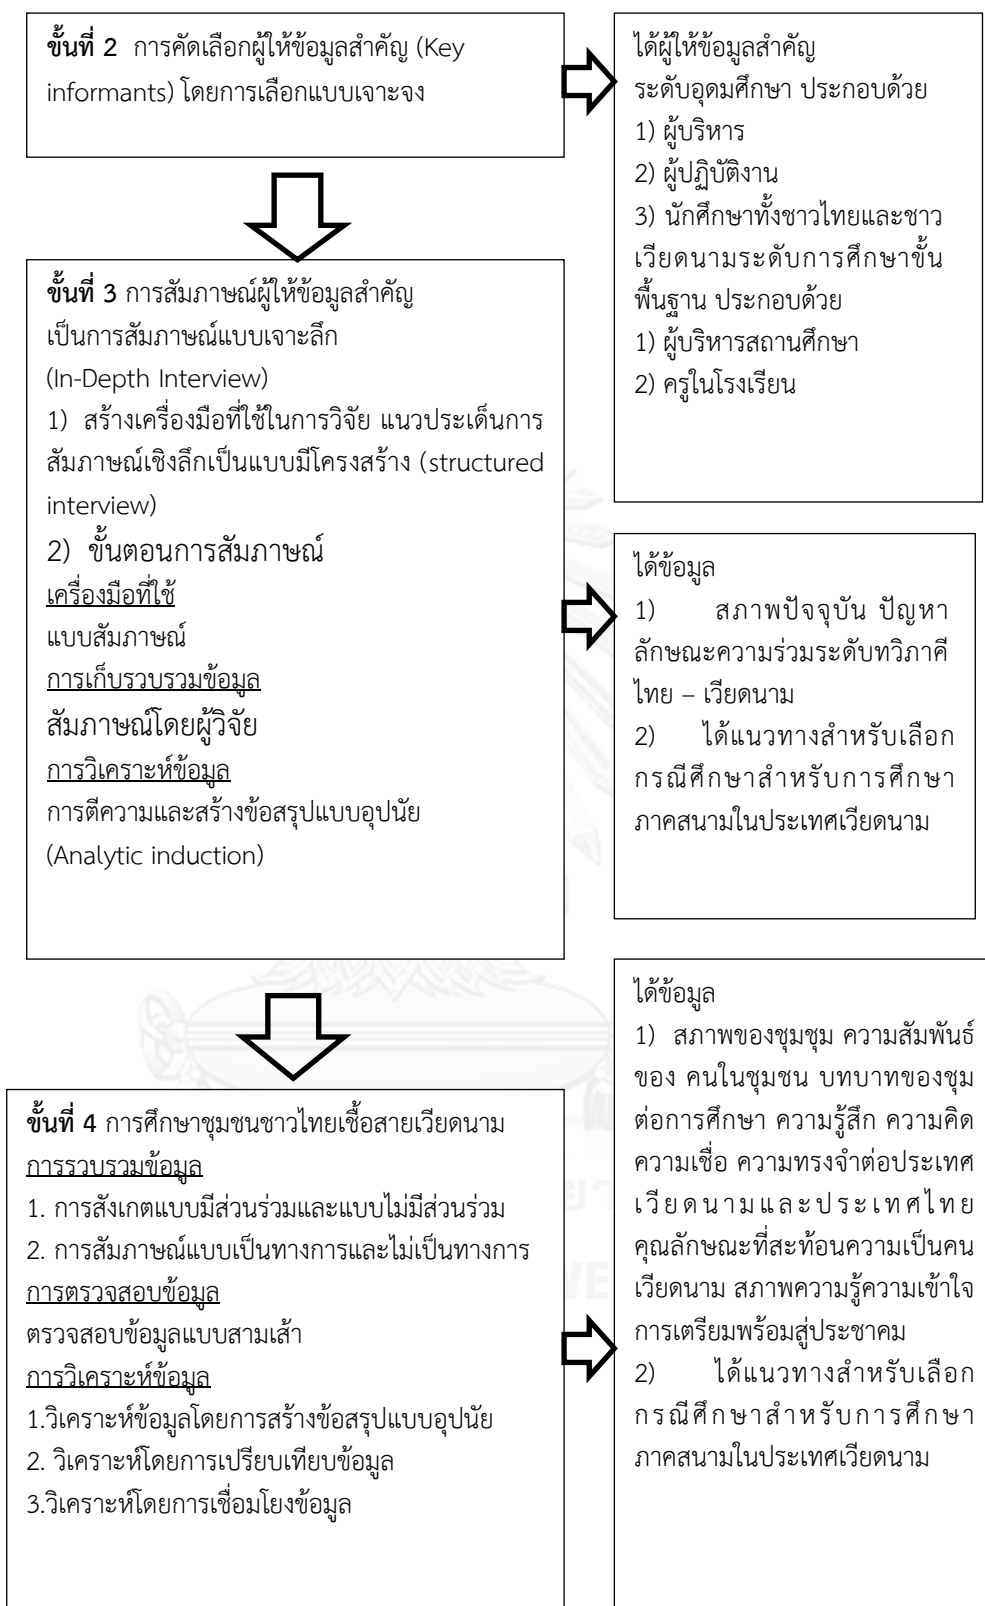 ขั้นที่ 2 การคัดเลือกผู้ให้ข้อมูลสำคัญ (Key
informants) โดยการเลือกแบบเจาะจง
ได้ผู้ให้ข้อมูลสำคัญ
ระดับอุดมศึกษา ประกอบด้วย
1) ผู้บริหาร
2) ผู้ปฏิบัติงาน
3) นักศึกษาทั้งชาวไทยและชาว
เวียดนามระดับการศึกษาขั้น
พื้นฐาน ประกอบด้วย
1) ผู้บริหารสถานศึกษา
2) ครูในโรงเรียน
ขั้นที่ 3 การสัมภาษณ์ผู้ให้ข้อมูลสำคัญ
เป็นการสัมภาษณ์แบบเจาะลึก
(In-Depth Interview)
1) สร้างเครื่องมือที่ใช้ในการวิจัย แนวประเด็นการ
สัมภาษณ์เชิงลึกเป็นแบบมีโครงสร้าง (structured
interview)
2) ขั้นตอนการสัมภาษณ์
เครื่องมือที่ใช้
แบบสัมภาษณ์
การเก็บรวบรวมข้อมูล
สัมภาษณ์โดยผู้วิจัย
การวิเคราะห์ข้อมูล
การตีความและสร้างข้อสรุปแบบอุปนัย
(Analytic induction)
ได้ข้อมูล
1) สภาพปัจจุบัน ปัญหา
ลักษณะความร่วมระดับทวิภาคี
ไทย – เวียดนาม
2) ได้แนวทางสำหรับเลือก
กรณีศึกษาสำหรับการศึกษา
ภาคสนามในประเทศเวียดนาม
ขั้นที่ 4 การศึกษาชุมชนชาวไทยเชื้อสายเวียดนาม
การรวบรวมข้อมูล
1. การสังเกตแบบมีส่วนร่วมและแบบไม่มีส่วนร่วม
2. การสัมภาษณ์แบบเป็นทางการและไม่เป็นทางการ
การตรวจสอบข้อมูล
ตรวจสอบข้อมูลแบบสามเส้า
การวิเคราะห์ข้อมูล
1.วิเคราะห์ข้อมูลโดยการสร้างข้อสรุปแบบอุปนัย
2. วิเคราะห์โดยการเปรียบเทียบข้อมูล
3.วิเคราะห์โดยการเชื่อมโยงข้อมูล
ได้ข้อมูล
1) สภาพของชุมชุม ความสัมพันธ์
ของ คนในชุมชน บทบาทของชุม
ต่อการศึกษา ความรู้สึก ความคิด
ความเชื่อ ความทรงจำต่อประเทศ
เวียดนามและประเทศไทย
คุณลักษณะที่สะท้อนความเป็นคน
เวียดนาม สภาพความรู้ความเข้าใจ
การเตรียมพร้อมสู่ประชาคม
2) ได้แนวทางสำหรับเลือก
กรณีศึกษาสำหรับการศึกษา
ภาคสนามในประเทศเวียดนาม